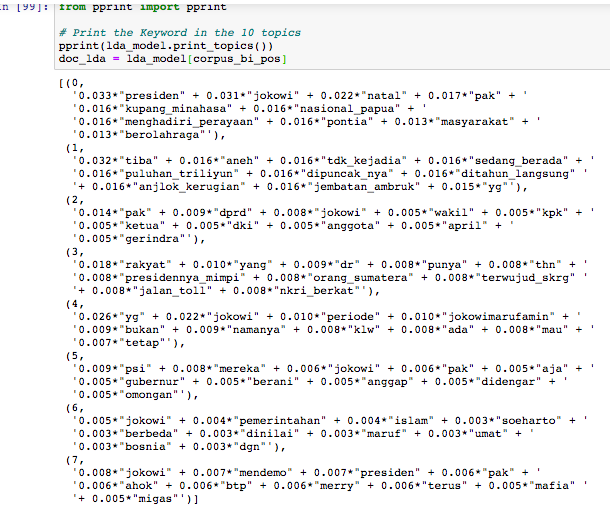 n [99]: from pprint import pprint
# Print the Keyword in the 10 topics
pprint(lda_model.print_topics())
doc_lda = lda_model[corpus_bi_pos]
[(0,
'0.033*"presiden" + 0.031*"jokowi" + 0.022*"natal" + 0.017*"pak" + '
'0.016*"kupang_minahasa" + 0.016*"nasional_papua" + '
'0.016*"menghadiri_perayaan" + 0.016*"pontia" + 0.013*"masyarakat" + '
'0.013*"berolahraga"'),
(1,
'0.032*"tiba" + 0.016*"aneh" + 0.016*"tdk_kejadia" + 0.016*"sedang_berada" + '
'0.016*"puluhan_triliyun" + 0.016*"dipuncak_nya" + 0.016*"ditahun_langsung" '
'+ 0.016*"anjlok_kerugian" + 0.016*"jembatan_ambruk" + 0.015*"yg"'),
(2,
'0.014*"pak" + 0.009*"dprd" + 0.008*"jokowi" + 0.005*"wakil" + 0.005*"kpk" + '
'0.005*"ketua" + 0.005*"dki" + 0.005*"anggota" + 0.005*"april" + '
'0.005*"gerindra"'),
(3,
'0.018*"rakyat" + 0.010*"yang" + 0.009*"dr" + 0.008*"punya" + 0.008*"thn" + '
'0.008*"presidennya_mimpi" + 0.008*"orang_sumatera" + 0.008*"terwujud_skrg" '
'+ 0.008*"jalan_toll" + 0.008*"nkri_berkat"'),
(4,
'0.026*"yg" + 0.022*"jokowi" + 0.010*"periode" + 0.010*"jokowimarufamin" + '
'0.009*"bukan" + 0.009*"namanya" + 0.008*"klw" + 0.008*"ada" + 0.008*"mau" + '
'0.007*"tetap"'),
(5,
'0.009*"psi" + 0.008*"mereka" + 0.006*"jokowi" + 0.006*"pak" + 0.005*"aja" + '
'0.005*"gubernur" + 0.005*"berani" + 0.005*"anggap" + 0.005*"didengar" + '
'0.005*"omongan"'),
(6,
'0.005*"jokowi" + 0.004*"pemerintahan" + 0.004*"islam" + 0.003*"soeharto" + '
'0.003*"berbeda" + 0.003*"dinilai" + 0.003*"maruf" + 0.003*"umat" + '
'0.003*"bosnia" + 0.003*"dgn"'),
(7,
'0.008*"jokowi" + 0.007*"mendemo" + 0.007*"presiden" + 0.006*"pak" + '
'0.006*"ahok" + 0.006*"btp" + 0.006*"merry" + 0.006*"terus" + 0.005*"mafia" '
'+ 0.005*"migas"')]